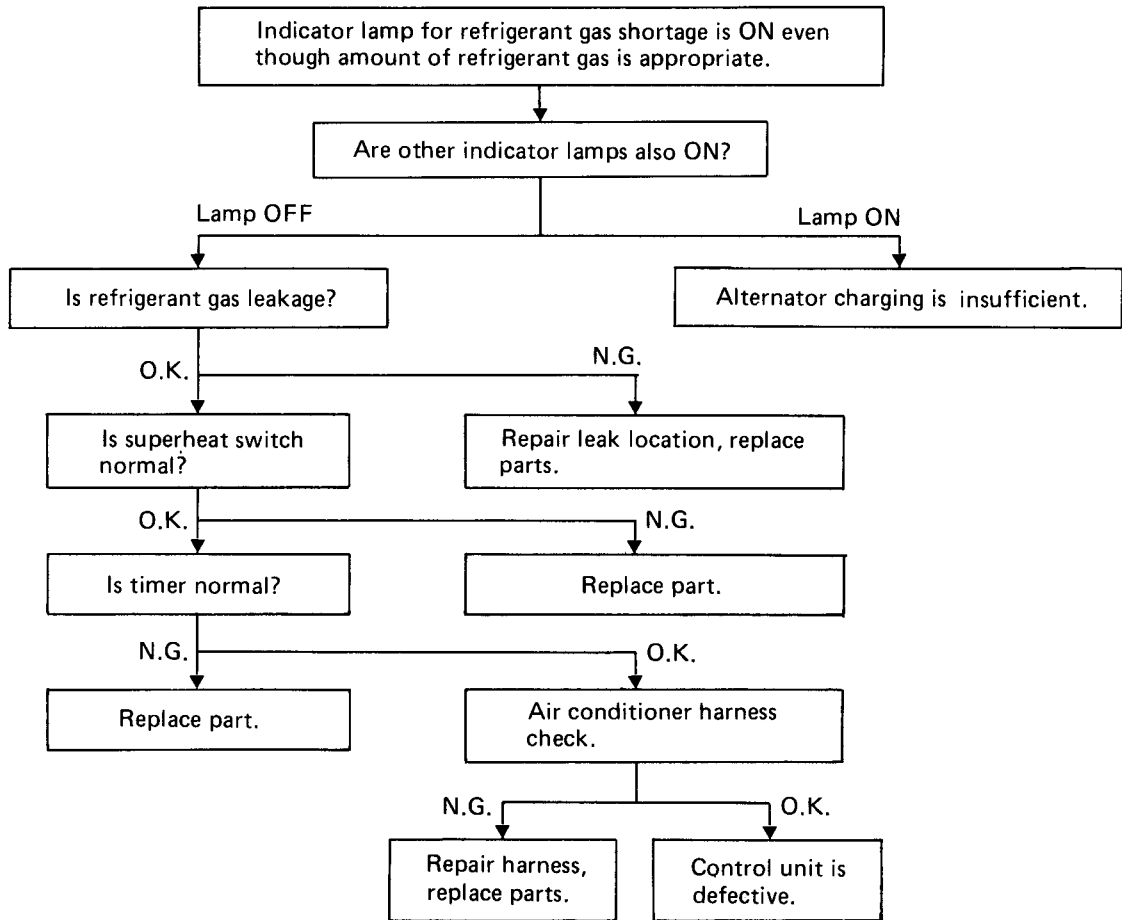 Indicator lamp for refrigerant gas shortage is ON even
though amount of refrigerant gas is appropriate.
Are other indicator lamps also ON?
Lamp OFF
Lamp ON
Is refrigerant gas leakage?
Alternator charging is insufficient.
O.K.
N.G.
Is superheat switch
normal?
Repair leak location, replace
parts.
O.K.
N.G.
Is timer normal?
Replace part.
N.G.
O.K.
Replace part.
Air conditioner harness
check.
N.G.
O.K.
Repair harness,
replace parts.
Control unit is
defective.